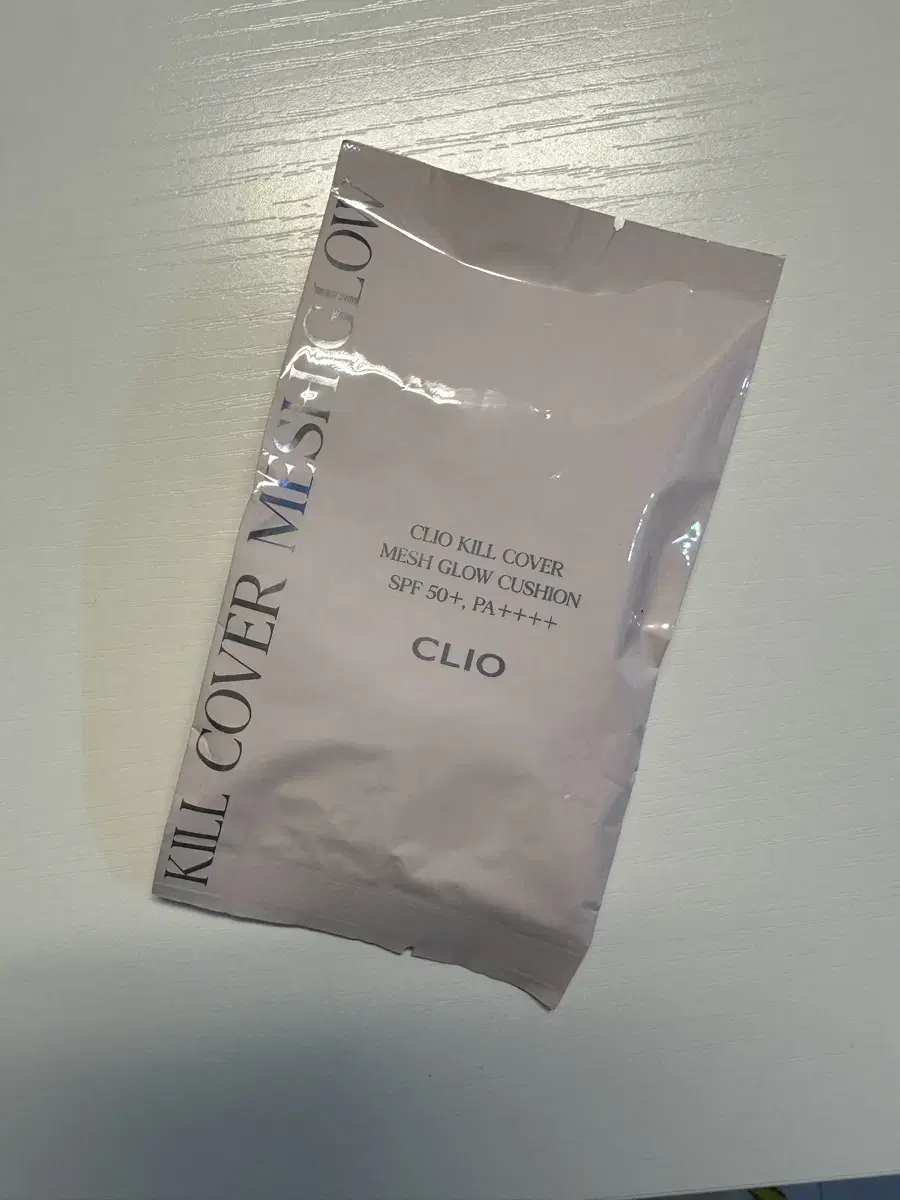 KILL COVER MESH GLOW
CLIO KILL COVER
MESH GLOW CUSHION
SPF 50+, PA++++
CLIO